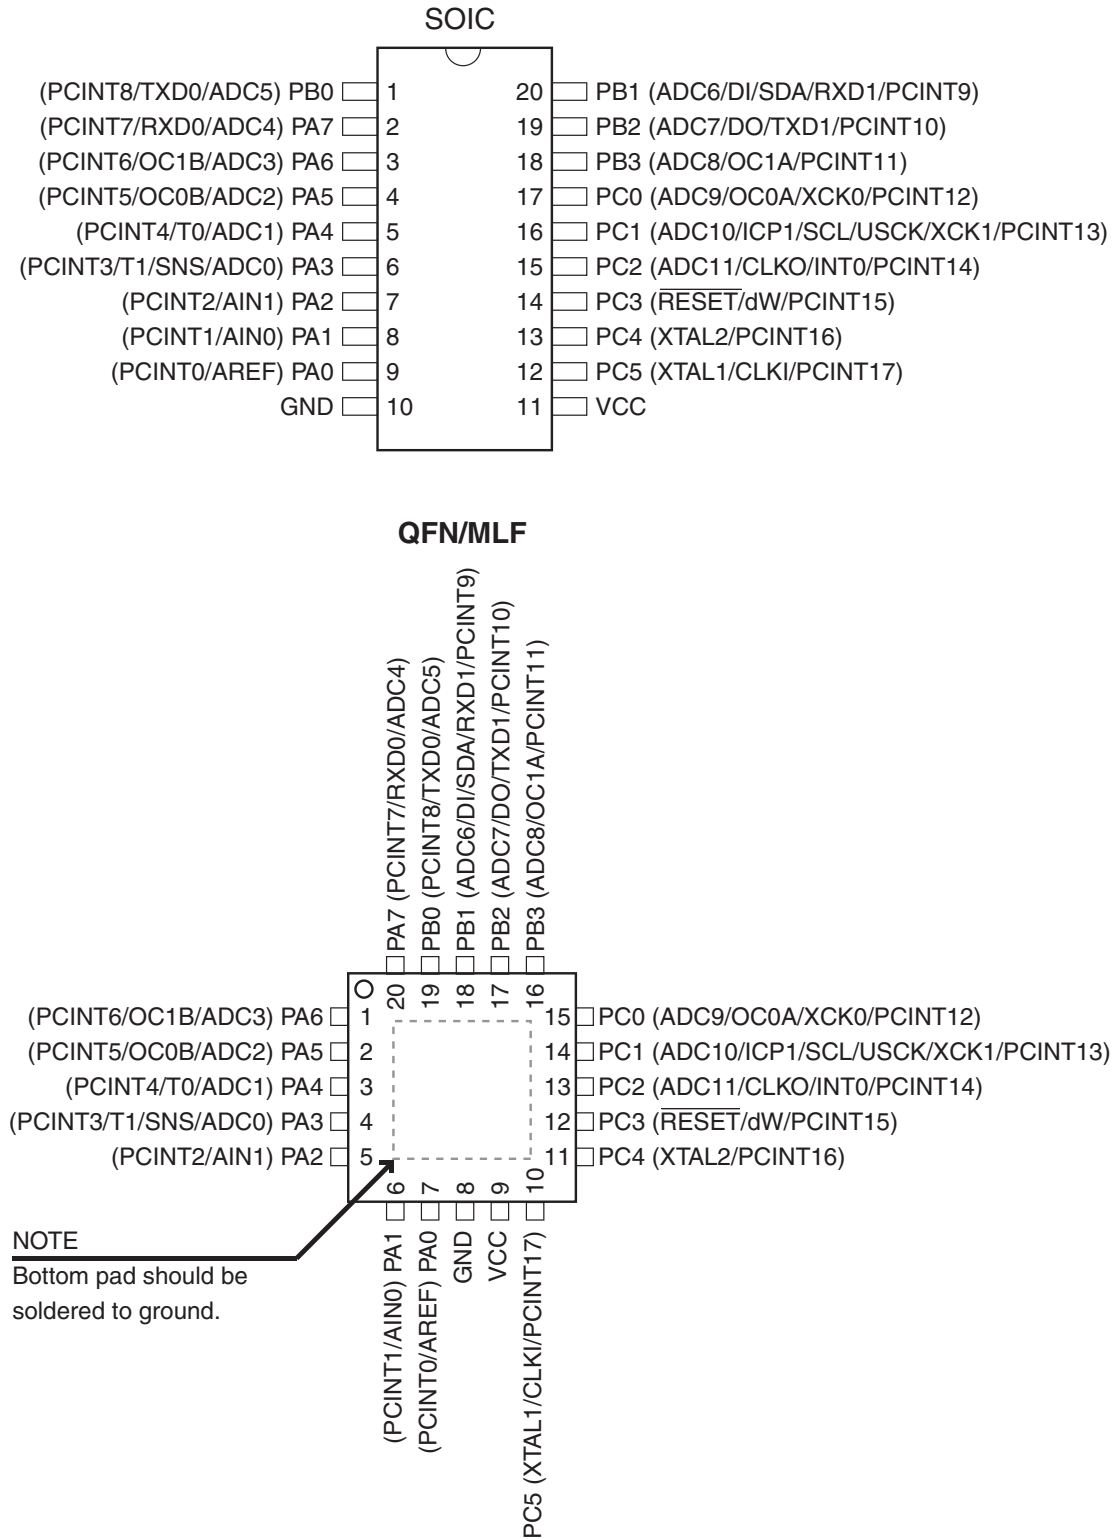 SOIC
(PCINT8/TXD0/ADC5) PB0 1 20 PB1 (ADC6/DI/SDA/RXD1/PCINT9)
(PCINT7/RXD0/ADC4) PA7 2 19 PB2 (ADC7/DO/TXD1/PCINT10)
(PCINT6/OC1B/ADC3) PA6 3 18 PB3 (ADC8/OC1A/PCINT11)
(PCINT5/OC0B/ADC2) PA5 4 17 PC0 (ADC9/OC0A/XCK0/PCINT12)
(PCINT4/T0/ADC1) PA4 5 16 PC1 (ADC10/ICP1/SCL/USCK/XCK1/PCINT13)
(PCINT3/T1/SNS/ADC0) PA3 6 15 PC2 (ADC11/CLKO/INT0/PCINT14)
(PCINT2/AIN1) PA2 7 14 PC3 (RESET/dW/PCINT15)
(PCINT1/AIN0) PA1 8 13 PC4 (XTAL2/PCINT16)
(PCINT0/AREF) PA0 9 12 PC5 (XTAL1/CLKI/PCINT17)
GND 10 11 VCC
QFN/MLF
20 PA7 (PCINT7/RXD0/ADC4)
19 PB0 (PCINT8/TXD0/ADC5)
18 PB1 (ADC6/DI/SDA/RXD1/PCINT9)
17 PB2 (ADC7/DO/TXD1/PCINT10)
16 PB3 (ADC8/OC1A/PCINT11)
(PCINT6/OC1B/ADC3) PA6 1 15 PC0 (ADC9/OC0A/XCK0/PCINT12)
(PCINT5/OC0B/ADC2) PA5 2 14 PC1 (ADC10/ICP1/SCL/USCK/XCK1/PCINT13)
(PCINT4/T0/ADC1) PA4 3 13 PC2 (ADC11/CLKO/INT0/PCINT14)
(PCINT3/T1/SNS/ADC0) PA3 4 12 PC3 (RESET/dW/PCINT15)
(PCINT2/AIN1) PA2 5 11 PC4 (XTAL2/PCINT16)
(PCINT1/AIN0) PA1 6
(PCINT0/AREF) PA0 7
GND 8
VCC 9
PC5 (XTAL1/CLKI/PCINT17) 10
NOTE
Bottom pad should be
soldered to ground.